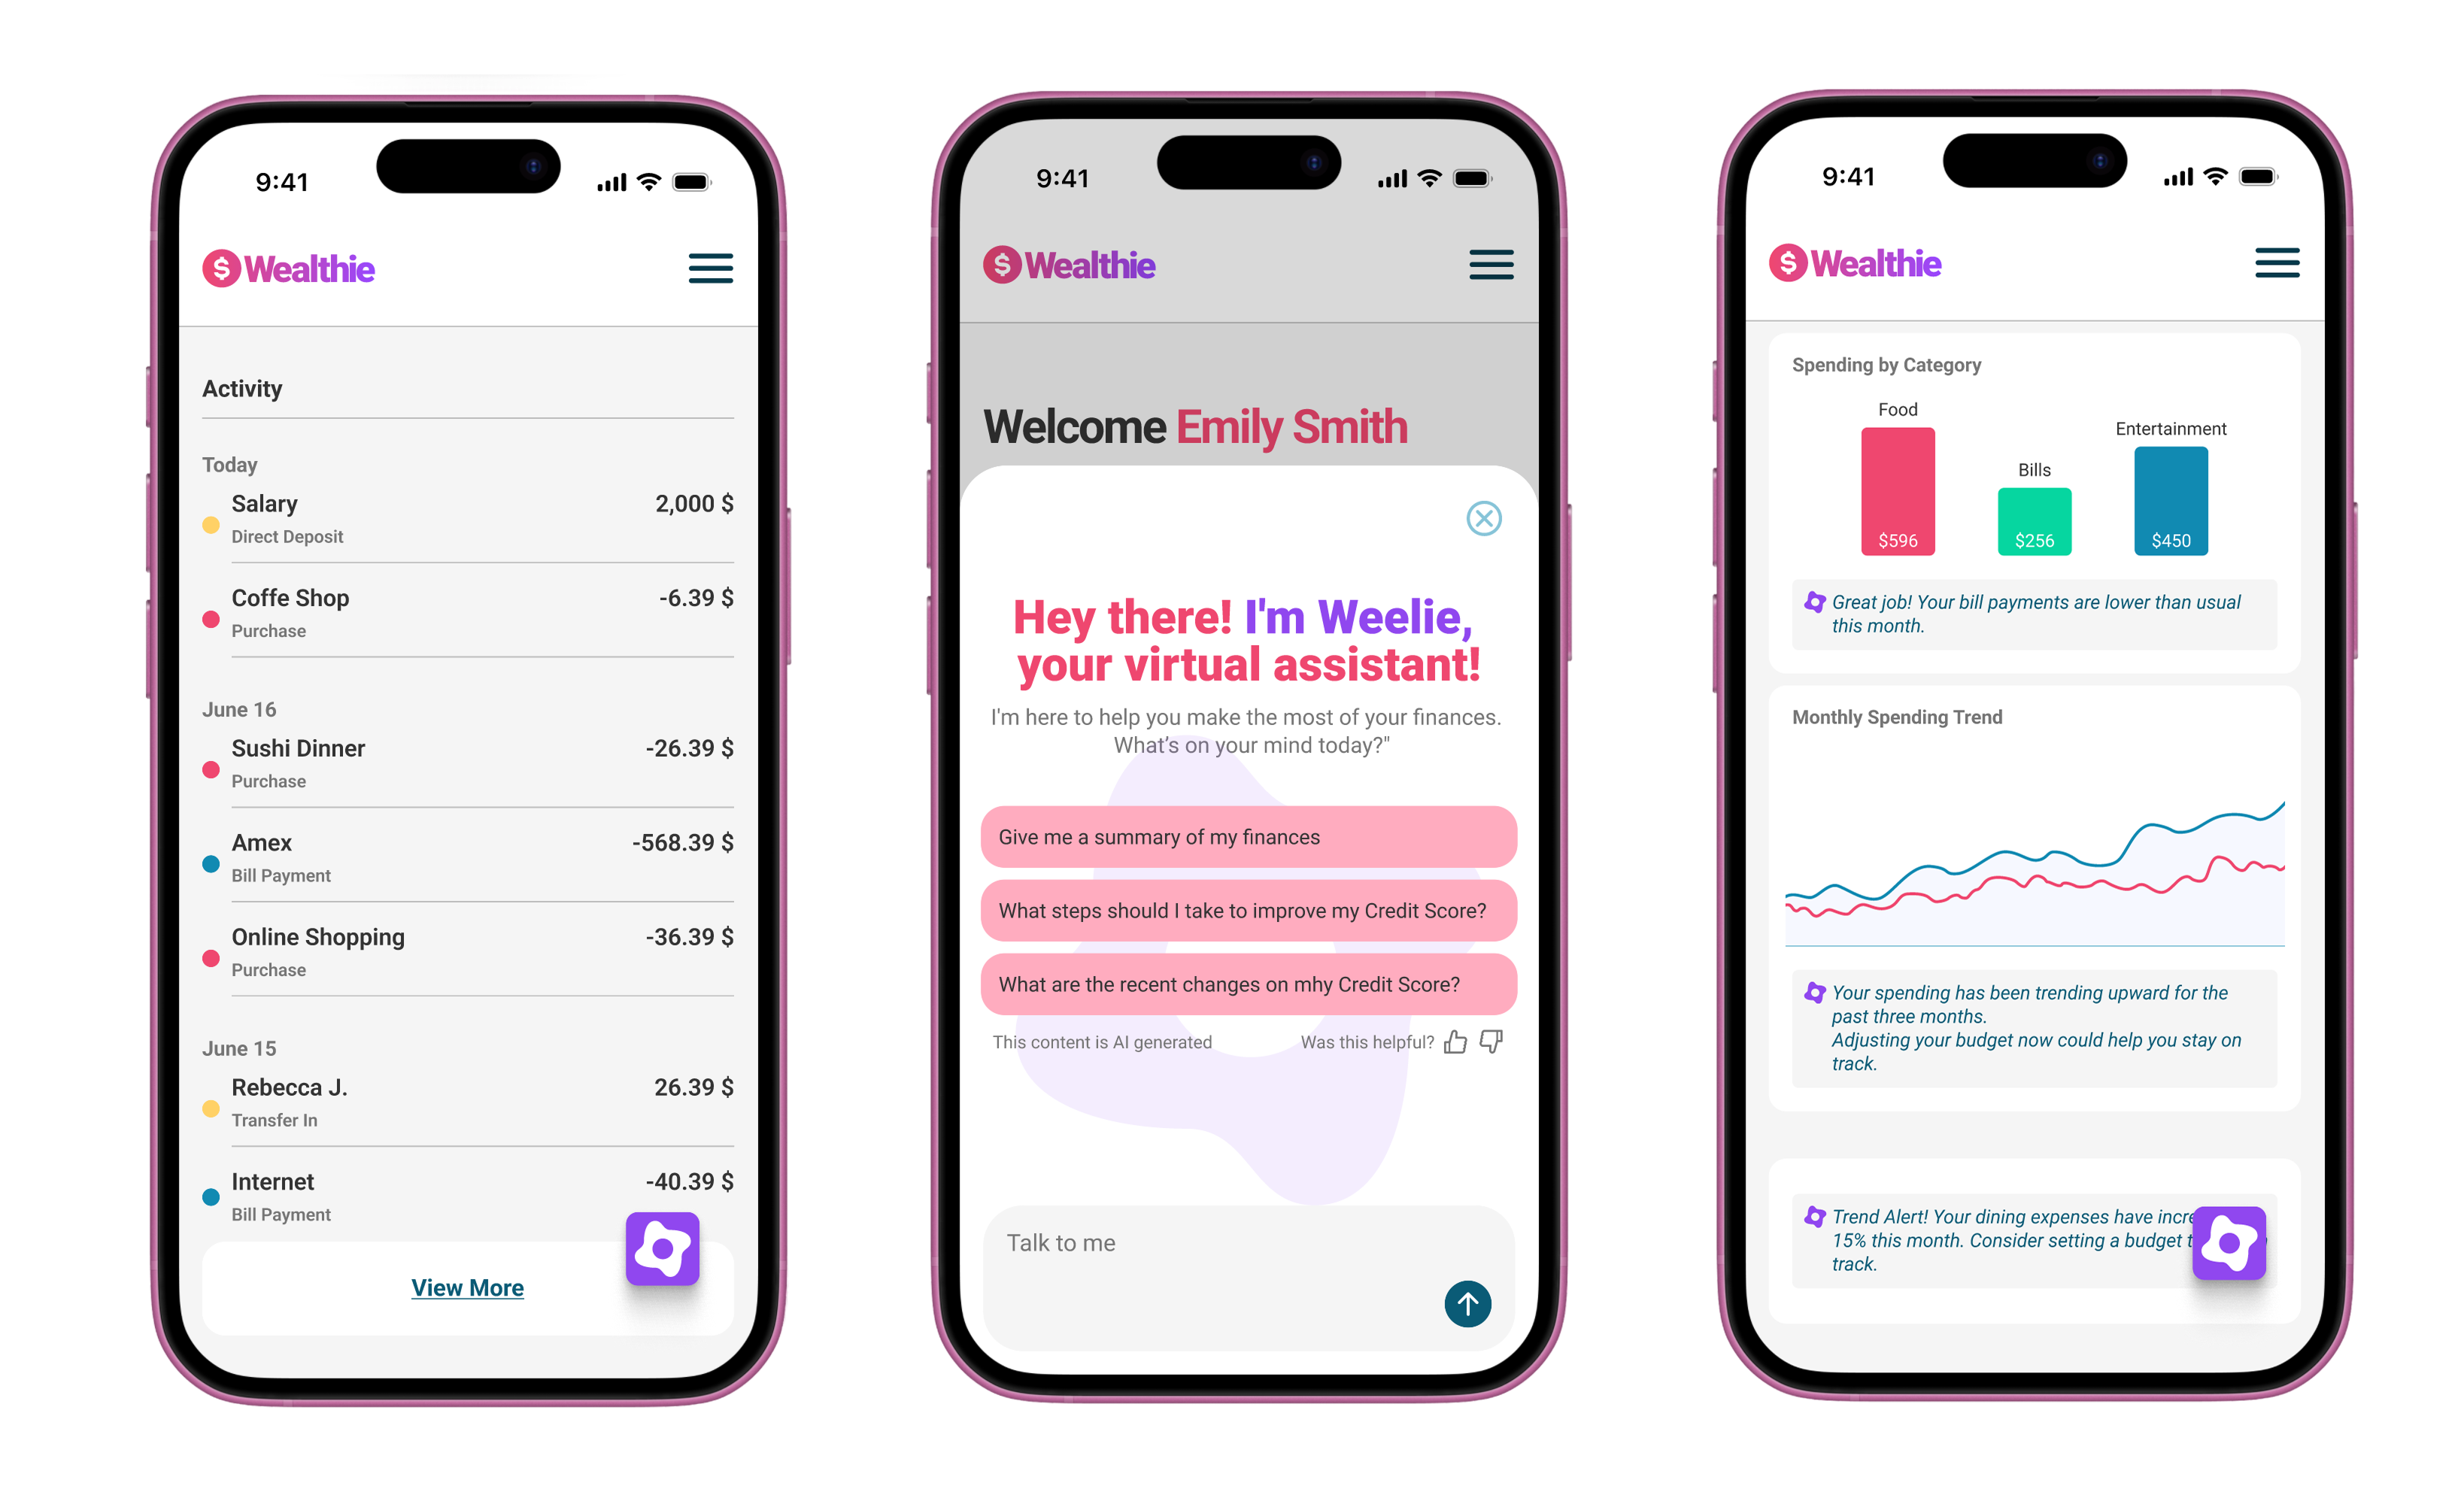 9:41
Wealthie
Activity
Today
Salary 2,000 $
Direct Deposit
Coffe Shop -6.39 $
Purchase
June 16
Sushi Dinner -26.39 $
Purchase
Amex -568.39 $
Bill Payment
Online Shopping -36.39 $
Purchase
June 15
Rebecca J. 26.39 $
Transfer In
Internet -40.39 $
Bill Payment
View More
9:41
Wealthie
Welcome Emily Smith
Hey there! I'm Weelie,
your virtual assistant!
I'm here to help you make the most of your finances.
What's on your mind today?"
Give me a summary of my finances
What steps should I take to improve my Credit Score?
What are the recent changes on mhy Credit Score?
This content is AI generated Was this helpful?
Talk to me
9:41
Wealthie
Spending by Category
Food
Entertainment
Bills
$596 $256 $450
Great job! Your bill payments are lower than usual
this month.
Monthly Spending Trend
Your spending has been trending upward for the
past three months.
Adjusting your budget now could help you stay on
track.
Trend Alert! Your dining expenses have
15% this month. Consider setting a budget
track.